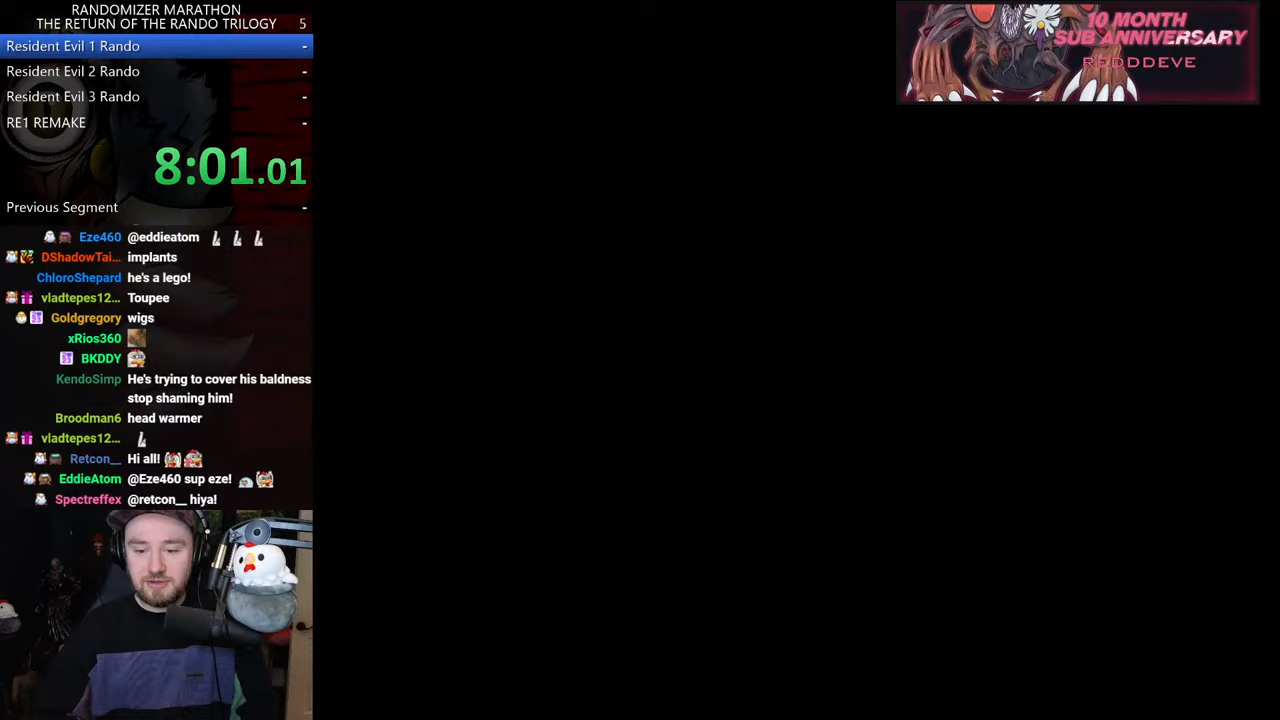 RANDOMIZER MARATHON
THE RETURN OF THE RANDO TRILOGY 5
Resident Evil 1 Rando -
Resident Evil 2 Rando -
Resident Evil 3 Rando -
RE1 REMAKE -
8:01.01
Previous Segment -
Eze460 @eddieatom
DShadowTai… implants
ChloroShepard he's a lego!
vladtepes12… Toupee
Goldgregory wigs
xRios360
BKDDY
KendoSimp He's trying to cover his baldness
stop shaming him!
Broodman6 head warmer
vladtepes12…
Retcon__ Hi all!
EddieAtom @Eze460 sup eze!
Spectreffex @retcon__ hiya!
10 MONTH
SUB ANNIVERSARY
REDDDEVE